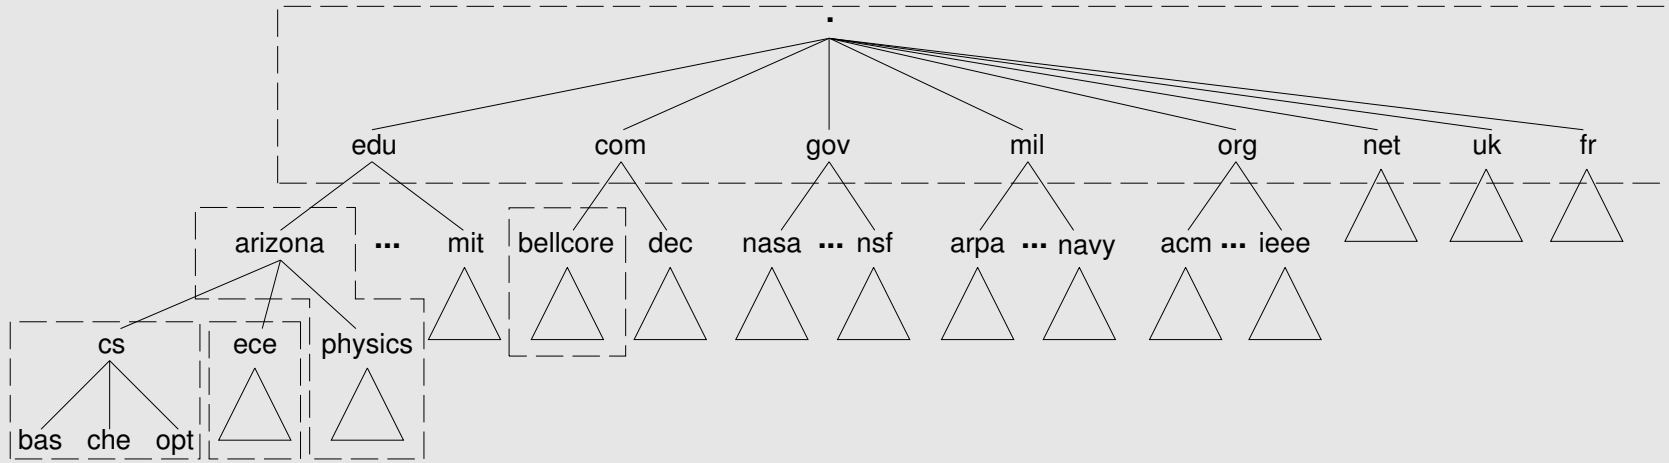 .
edu com gov mil org net uk fr
arizona ... mit bellcore dec nasa ... nsf arpa ... navy acm ... ieee
cs ece physics
bas che opt